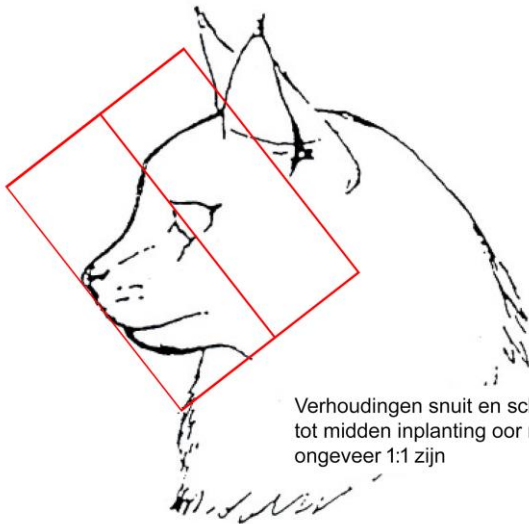 Verhoudingen snuit en
tot midden inplanting oor
ongeveer 1:1 zijn